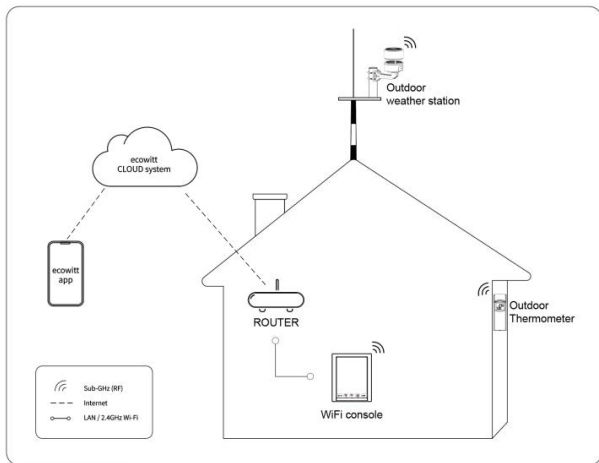 Outdoor
weather station
ecowitt
CLOUD system
ecowitt
app
ROUTER
Outdoor
Thermometer
WiFi console
Sub-GHz (RF)
Internet
LAN / 2.4GHz Wi-Fi